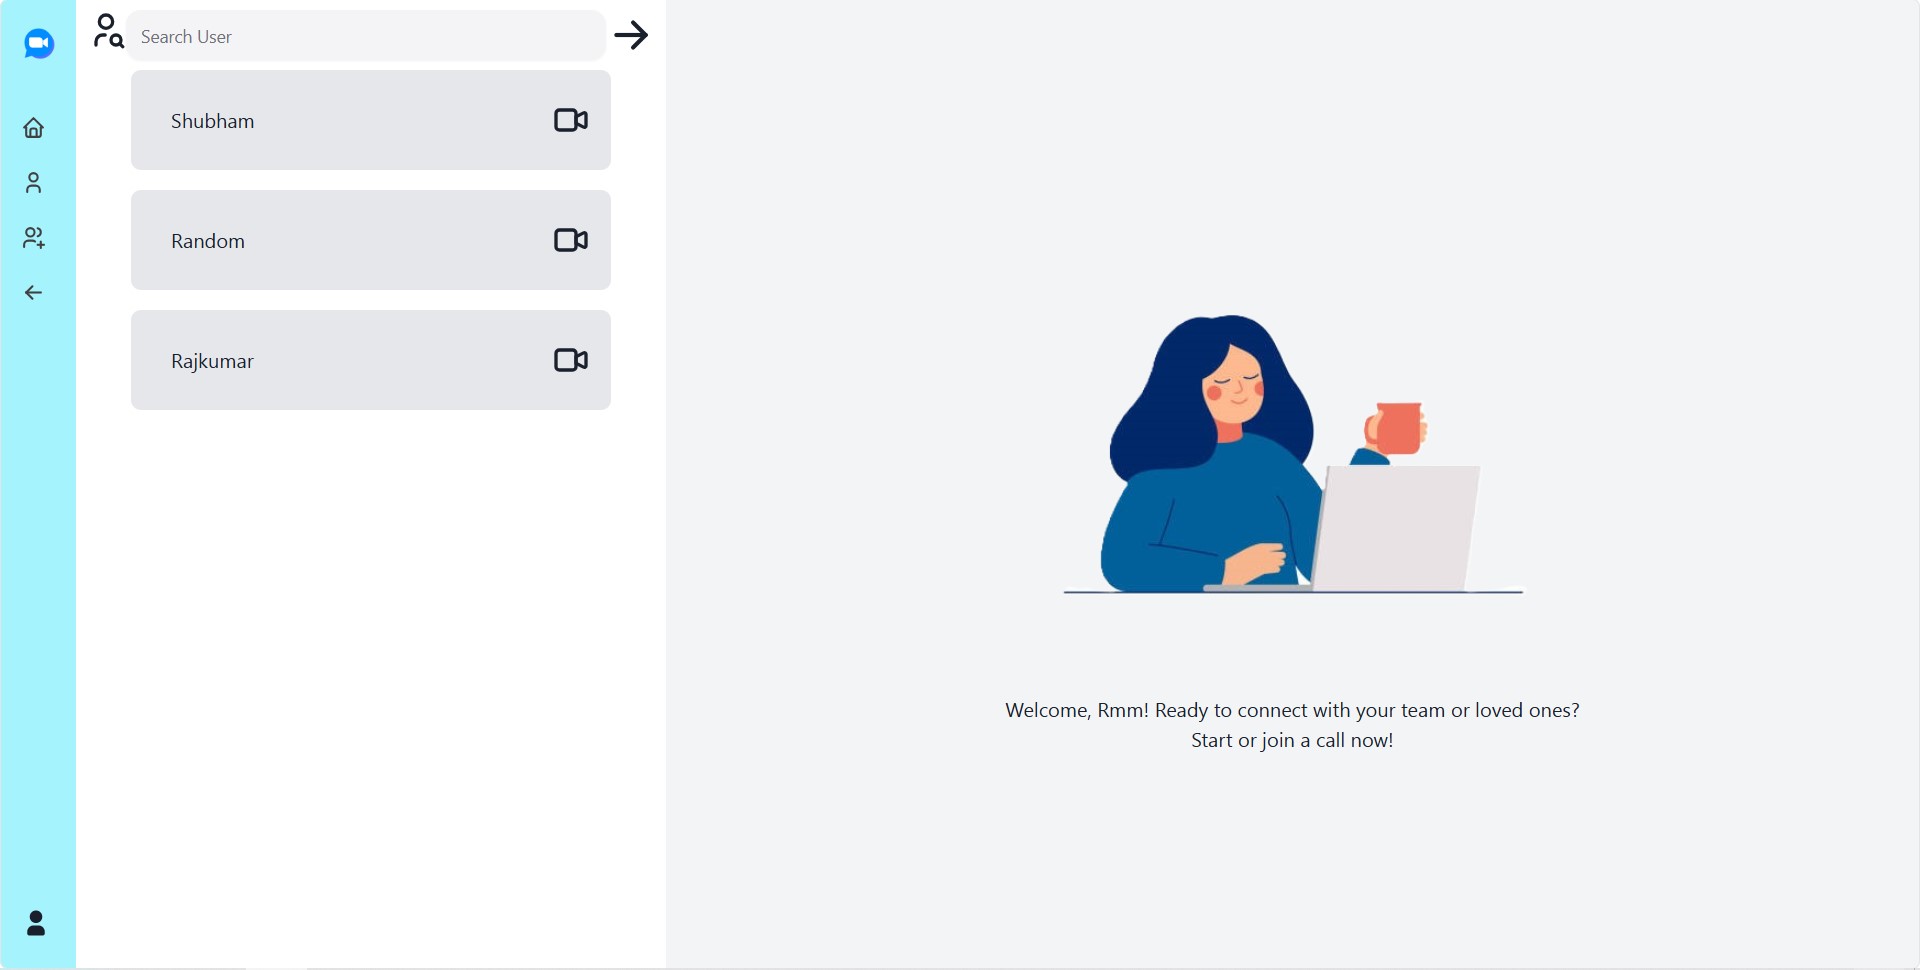 Search User
Shubham
Random
Rajkumar
Welcome, Rmm! Ready to connect with your team or loved ones?
Start or join a call now!